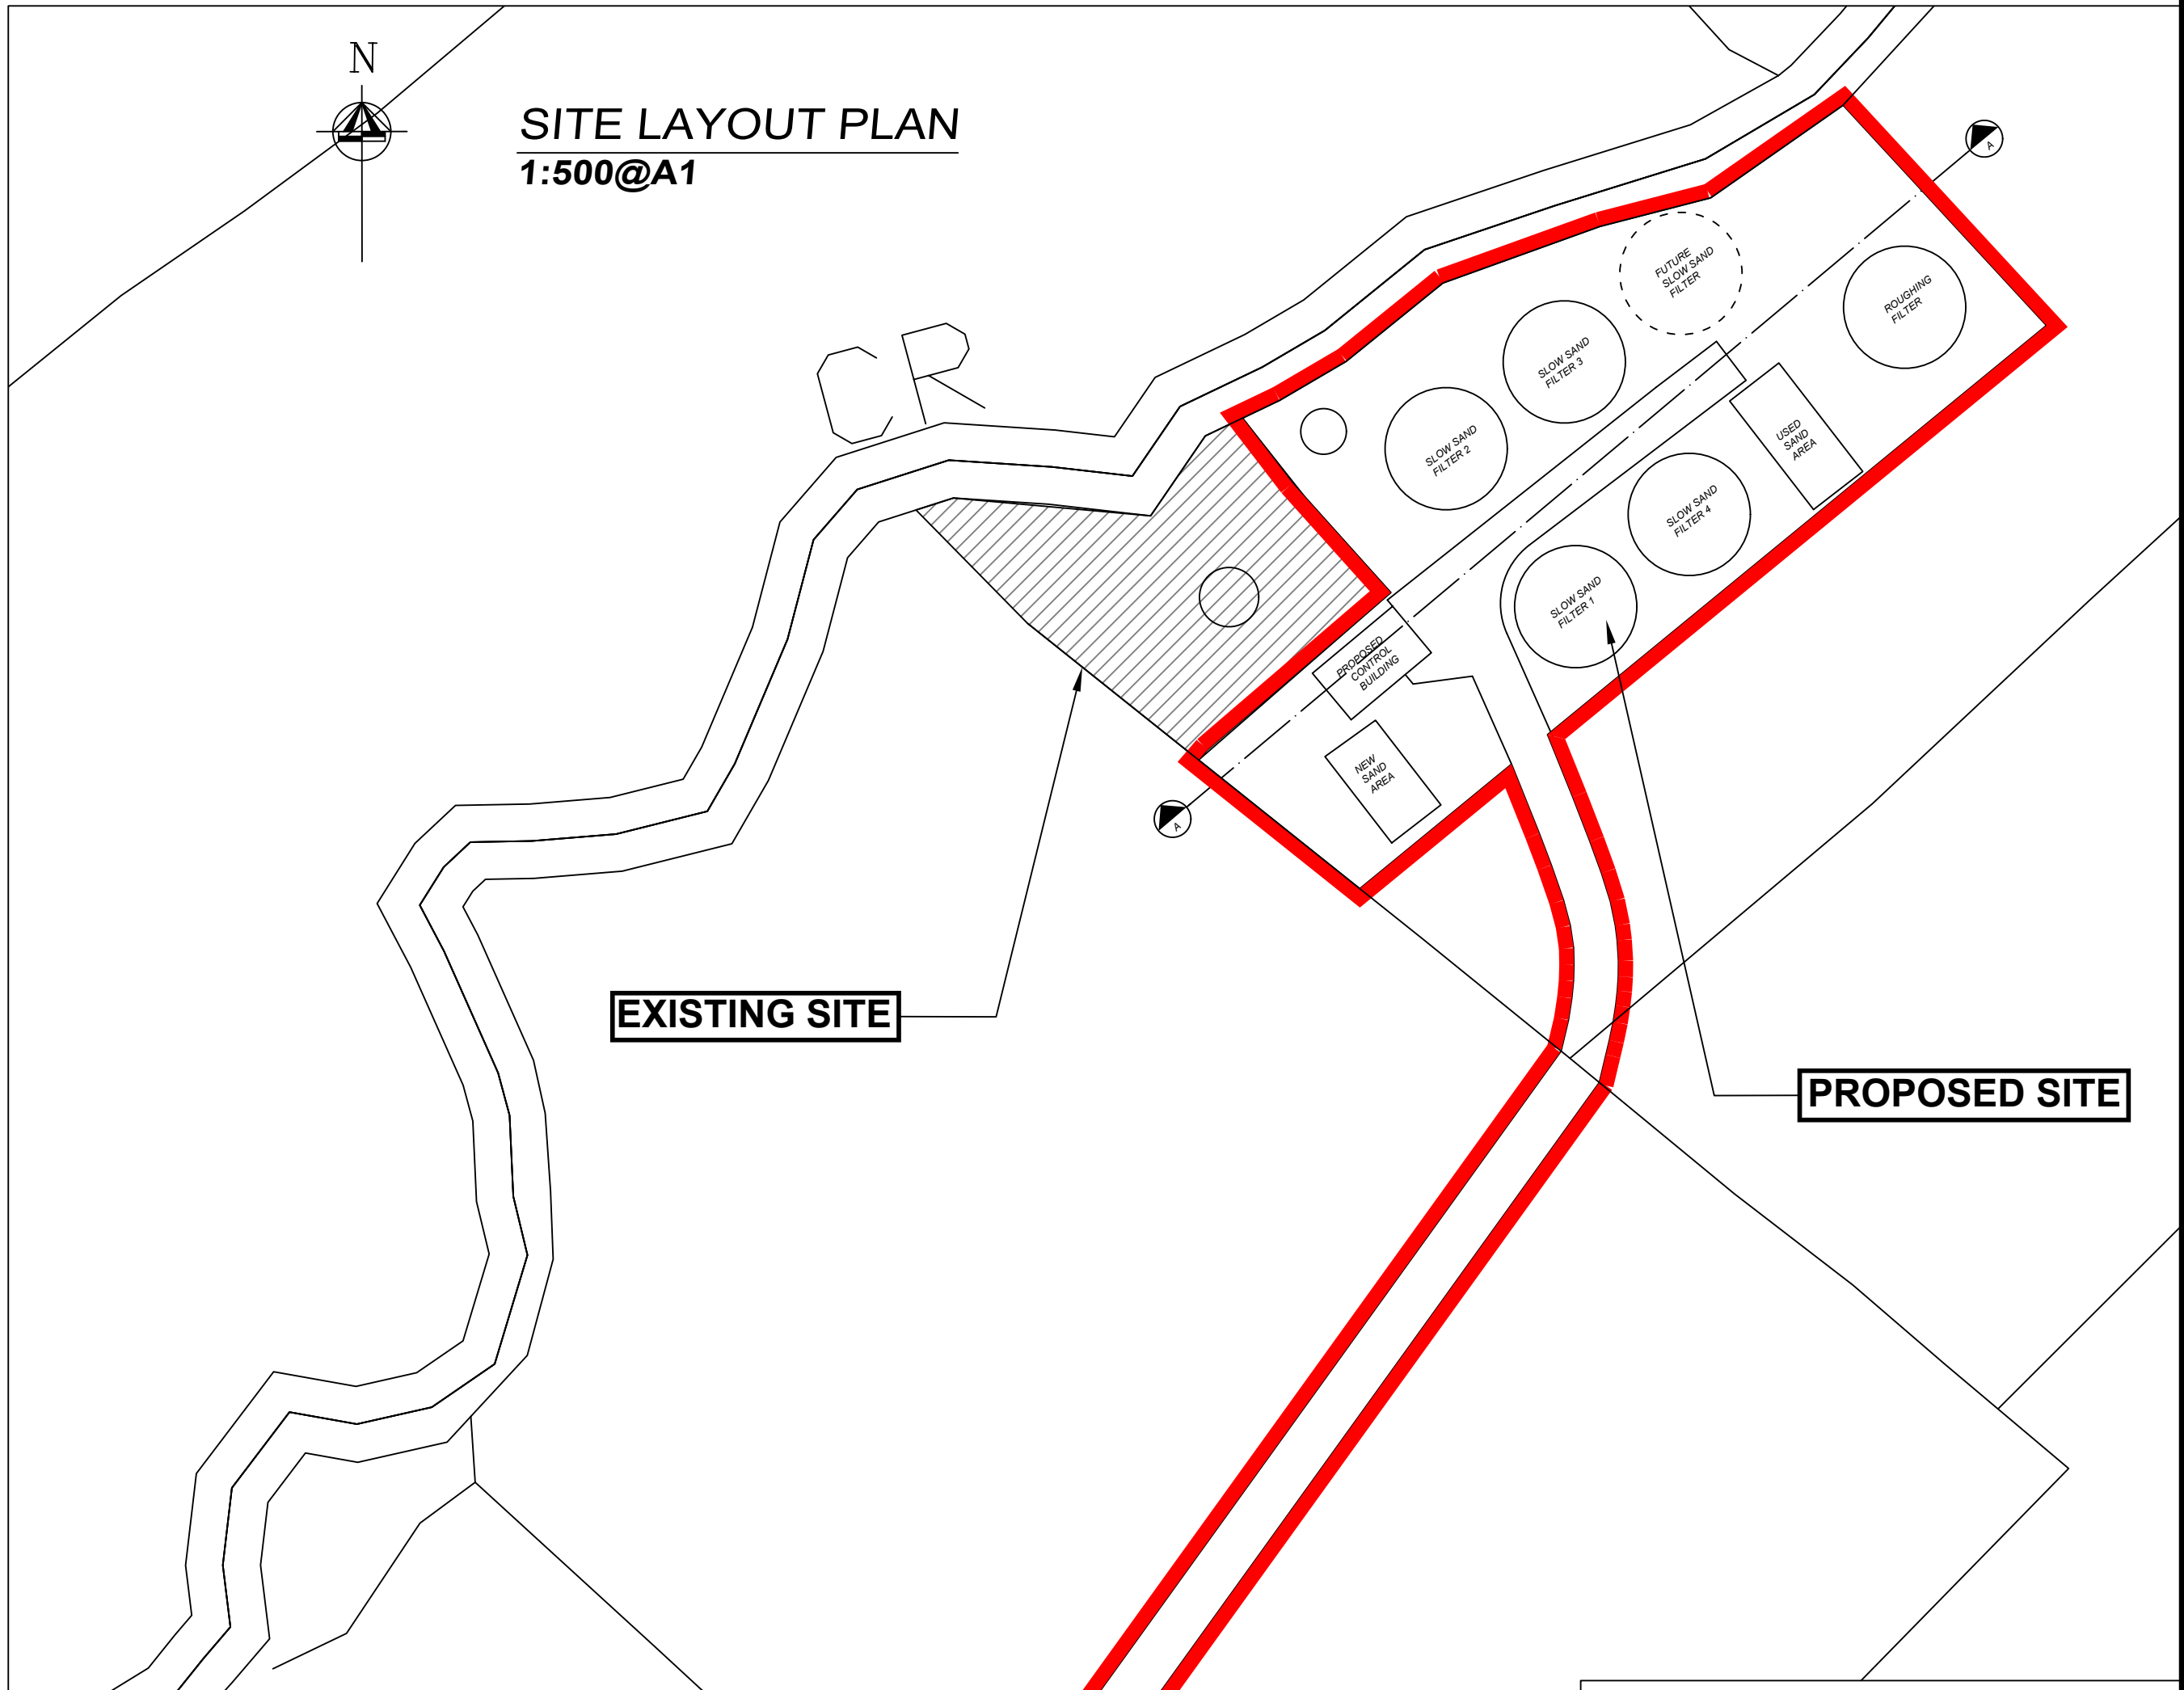 N
SITE LAYOUT PLAN
1:500@A1
A
FUTURE
SLOW SAND
FILTER
ROUGHING
FILTER
SLOW SAND
FILTER 3
SLOW SAND
FILTER 2
USED
SAND
AREA
SLOW SAND
FILTER 4
SLOW SAND
FILTER 1
PROPOSED
CONTROL
BUILDING
NEW
SAND
AREA
A
CR
EXISTING SITE
PROPOSED SITE